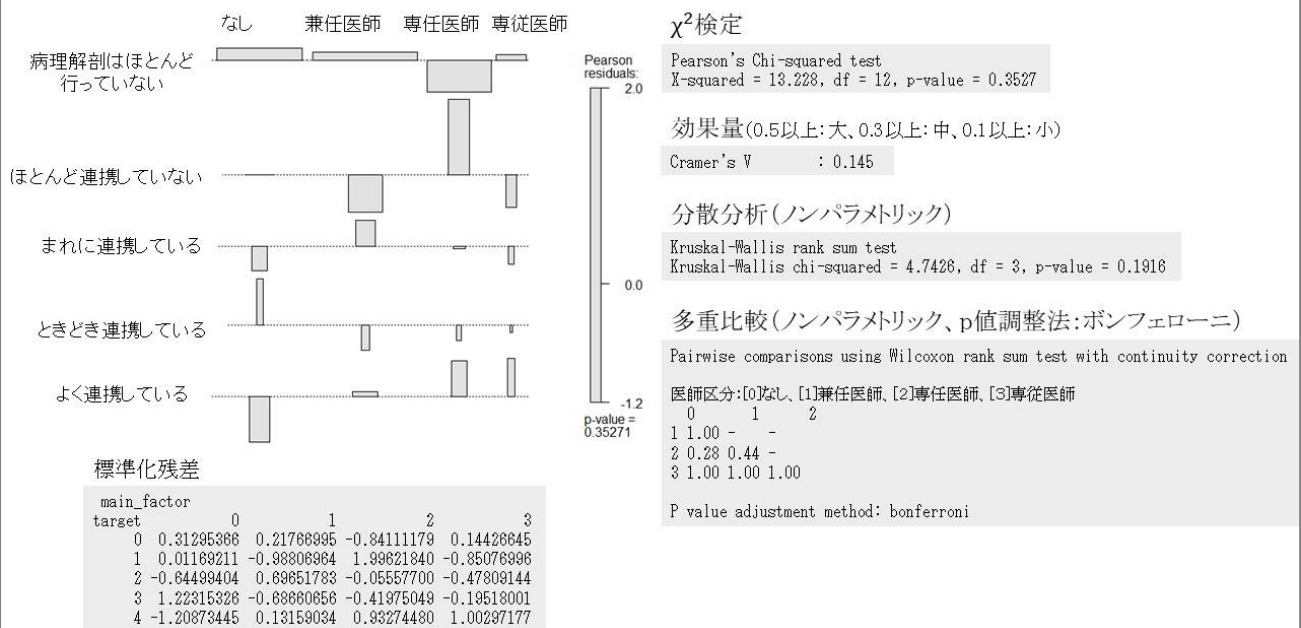 なし 兼任医師 専任医師 専従医師
病理解剖はほとんど
行っていない
ほとんど連携していない
まれに連携している
ときどき連携している
よく連携している
Pearson
residuals:
2.0
0.0
-1.2
p-value =
0.35271
標準化残差
main_factor
target 0 1 2 3
0 0.31295366 0.21766995 -0.84111179 0.14426645
1 0.01169211 -0.98806964 1.99621840 -0.85076996
2 -0.64499404 0.69651783 -0.05557700 -0.47809144
3 1.22315326 -0.68660656 -0.41975049 -0.19518001
4 -1.20873445 0.13159034 0.93274480 1.00297177
χ²検定
Pearson's Chi-squared test
X-squared = 13.228, df = 12, p-value = 0.3527
効果量(0.5以上:大、0.3以上:中、0.1以上:小)
Cramer's V : 0.145
分散分析(ノンパラメトリック)
Kruskal-Wallis rank sum test
Kruskal-Wallis chi-squared = 4.7426, df = 3, p-value = 0.1916
多重比較(ノンパラメトリック、p値調整法:ボンフェローニ)
Pairwise comparisons using Wilcoxon rank sum test with continuity correction
医師区分:[0]なし、[1]兼任医師、[2]専任医師、[3]専従医師
0 1 2
1 1.00 - -
2 0.28 0.44 -
3 1.00 1.00 1.00
P value adjustment method: bonferroni